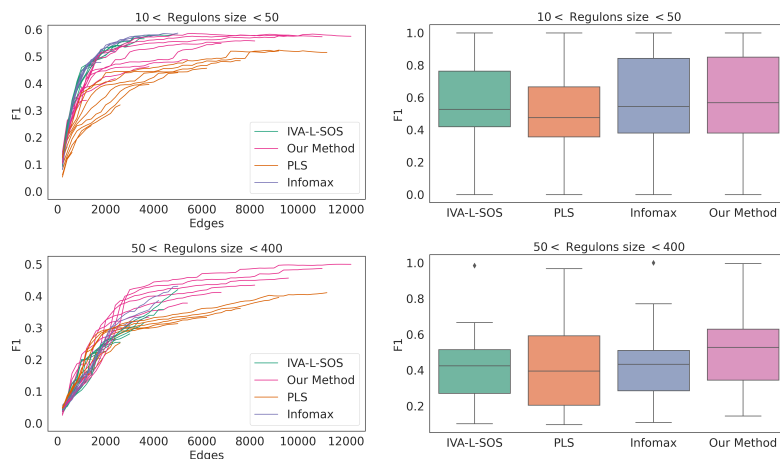 10 < Regulons size < 50
0.6
0.5
0.4
0.3
0.2
0.1
0.0
F1
0 2000 4000 6000 8000 10000 12000
Edges
IVA-L-SOS
Our Method
PLS
Infomax
10 < Regulons size < 50
1.0
0.8
0.6
0.4
0.2
0.0
F1
IVA-L-SOS PLS Infomax Our Method
50 < Regulons size < 400
0.5
0.4
0.3
0.2
0.1
0.0
F1
0 2000 4000 6000 8000 10000 12000
Edges
IVA-L-SOS
Our Method
PLS
Infomax
50 < Regulons size < 400
1.0
0.8
0.6
0.4
0.2
F1
IVA-L-SOS PLS Infomax Our Method